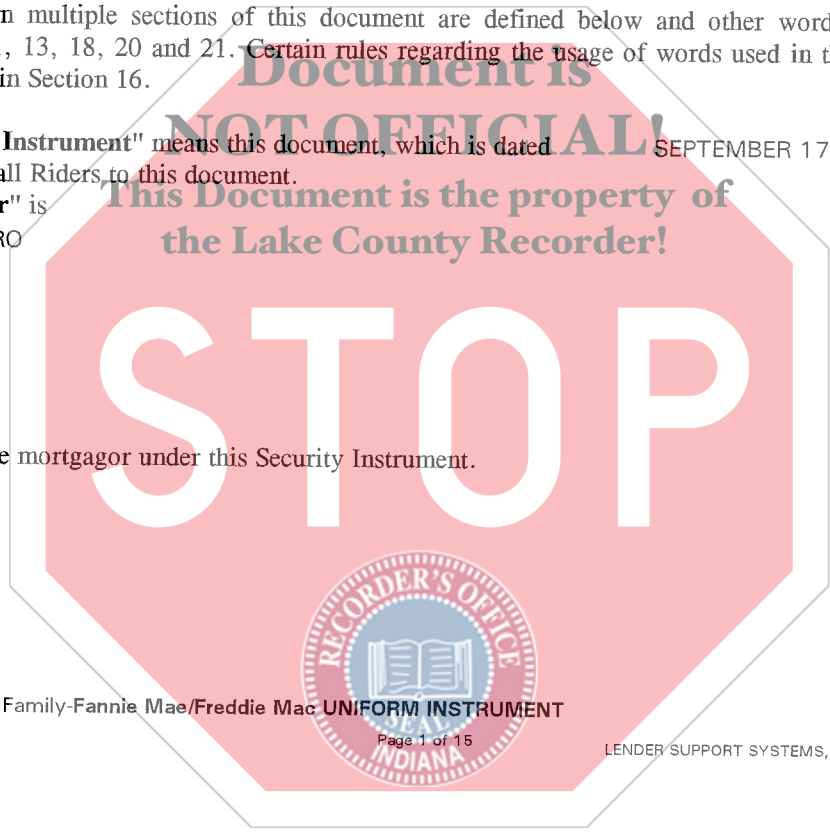 n multiple sections of this document are defined below and other word
, 13, 18, 20 and 21. Certain rules regarding the usage of words used in t
in Section 16.
Document is
NOT OFFICIAL!
Instrument" means this document, which is dated SEPTEMBER 17
all Riders to this document.
This Document is the property of
r" is
the Lake County Recorder!
RO
STOP
e mortgagor under this Security Instrument.
RECORDER'S OFFICE
SEAL
INDIANA
Family-Fannie Mae/Freddie Mac UNIFORM INSTRUMENT
Page 1 of 15
LENDER SUPPORT SYSTEMS,